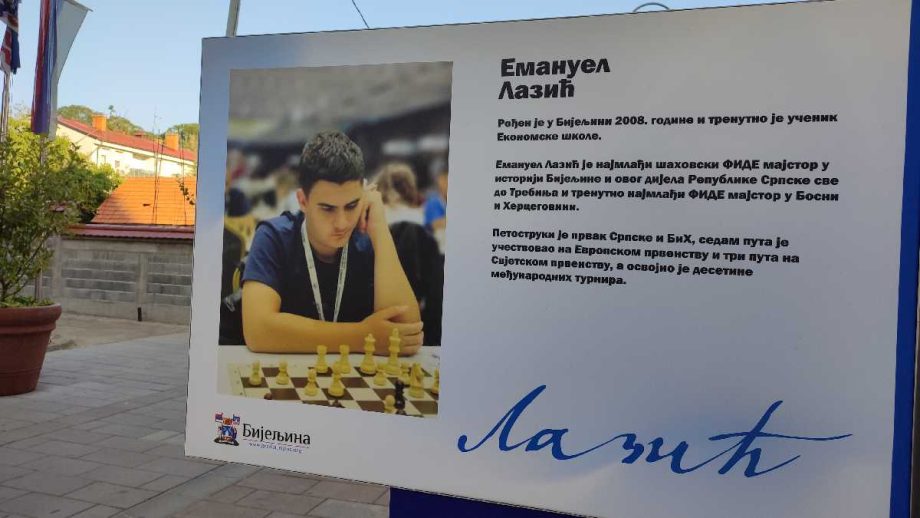 Емануел
Лазић
Рођен је у Бијељини 2008. године и тренутно је ученик
Економске школе.
Емануел Лазић је најмлађи шаховски ФИДЕ мајстор у
историји Бијељине и овог дијела Републике Српске све
до Требиња и тренутно најмлађи ФИДЕ мајстор у Босни
и Херцеговини.
Петоструки је првак Српске и БиХ, седам пута је
учествовао на Европском првенству и три пута на
Свјетском првенству, а освојио је десетине
међународних турнира.
Бијељина
Лазић